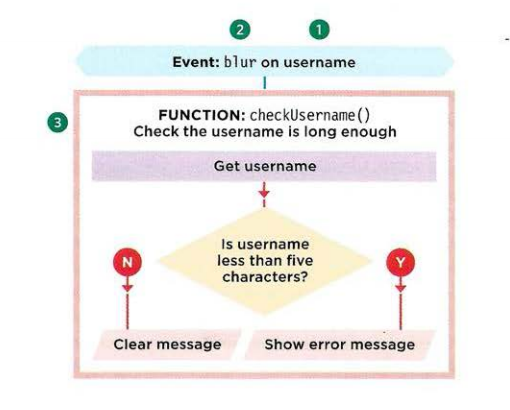 2 1
Event: blur on username
3
FUNCTION: checkUsername()
Check the username is long enough
Get username
Is username
less than five
characters?
N
Y
Clear message
Show error message